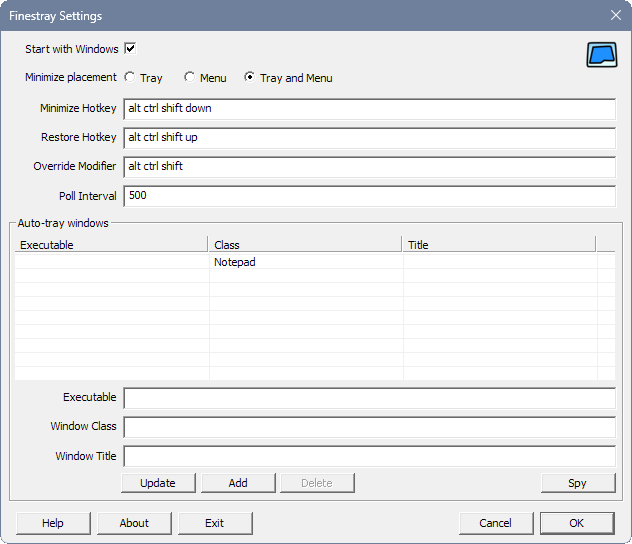 Finestray Settings
Start with Windows
Minimize placement Tray Menu Tray and Menu
Minimize Hotkey alt ctrl shift down
Restore Hotkey alt ctrl shift up
Override Modifier alt ctrl shift
Poll Interval 500
Auto-tray windows
Executable Class Title
Notepad
Executable
Window Class
Window Title
Update Add Delete Spy
Help About Exit Cancel OK